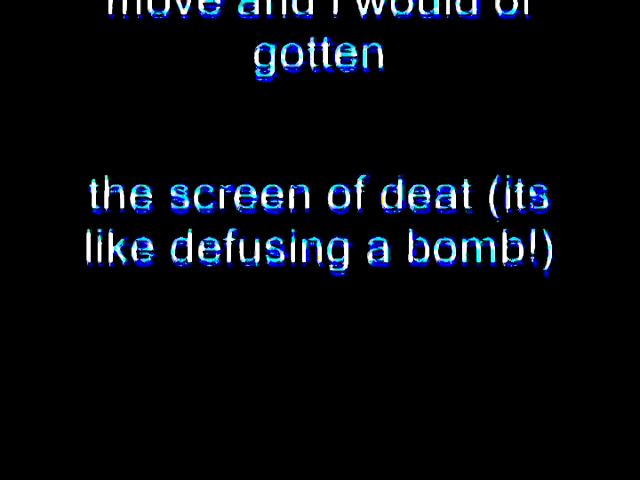 move and i would of
gotten
the screen of deat (its
like defusing a bomb!)